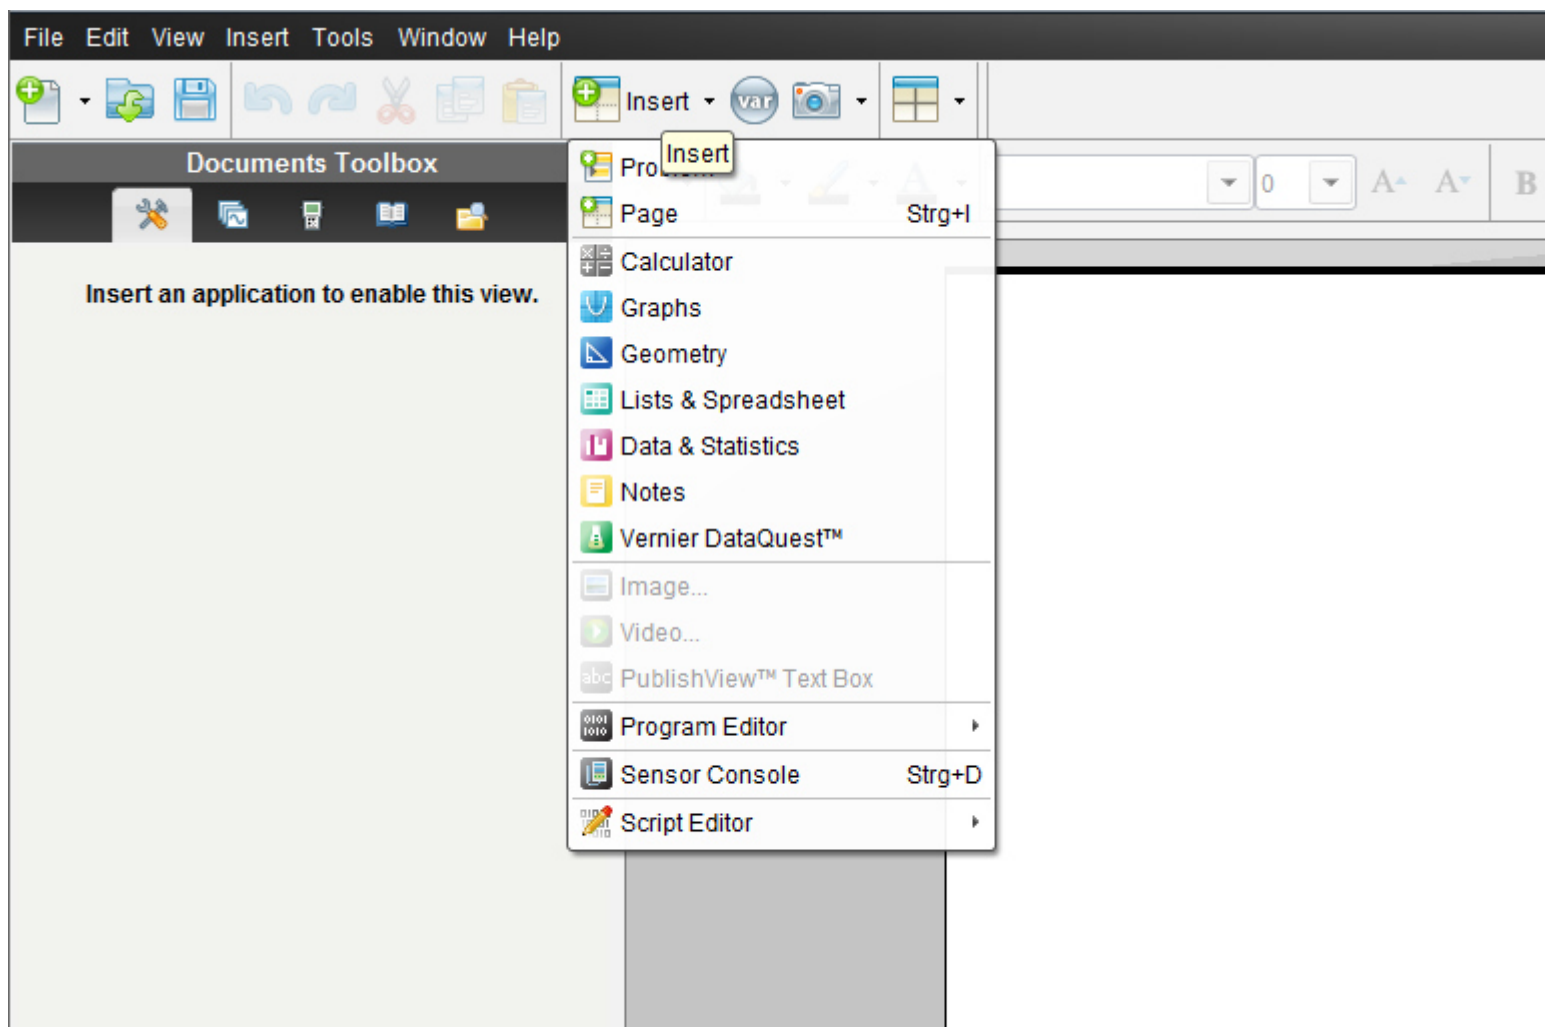 File Edit View Insert Tools Window Help
Insert var
Insert
Documents Toolbox
Insert an application to enable this view.
Page Strg+I
Calculator
Graphs
Geometry
Lists & Spreadsheet
Data & Statistics
Notes
Vernier DataQuest™
Image...
Video...
abc PublishView™ Text Box
Program Editor
Sensor Console Strg+D
Script Editor
0 A A B